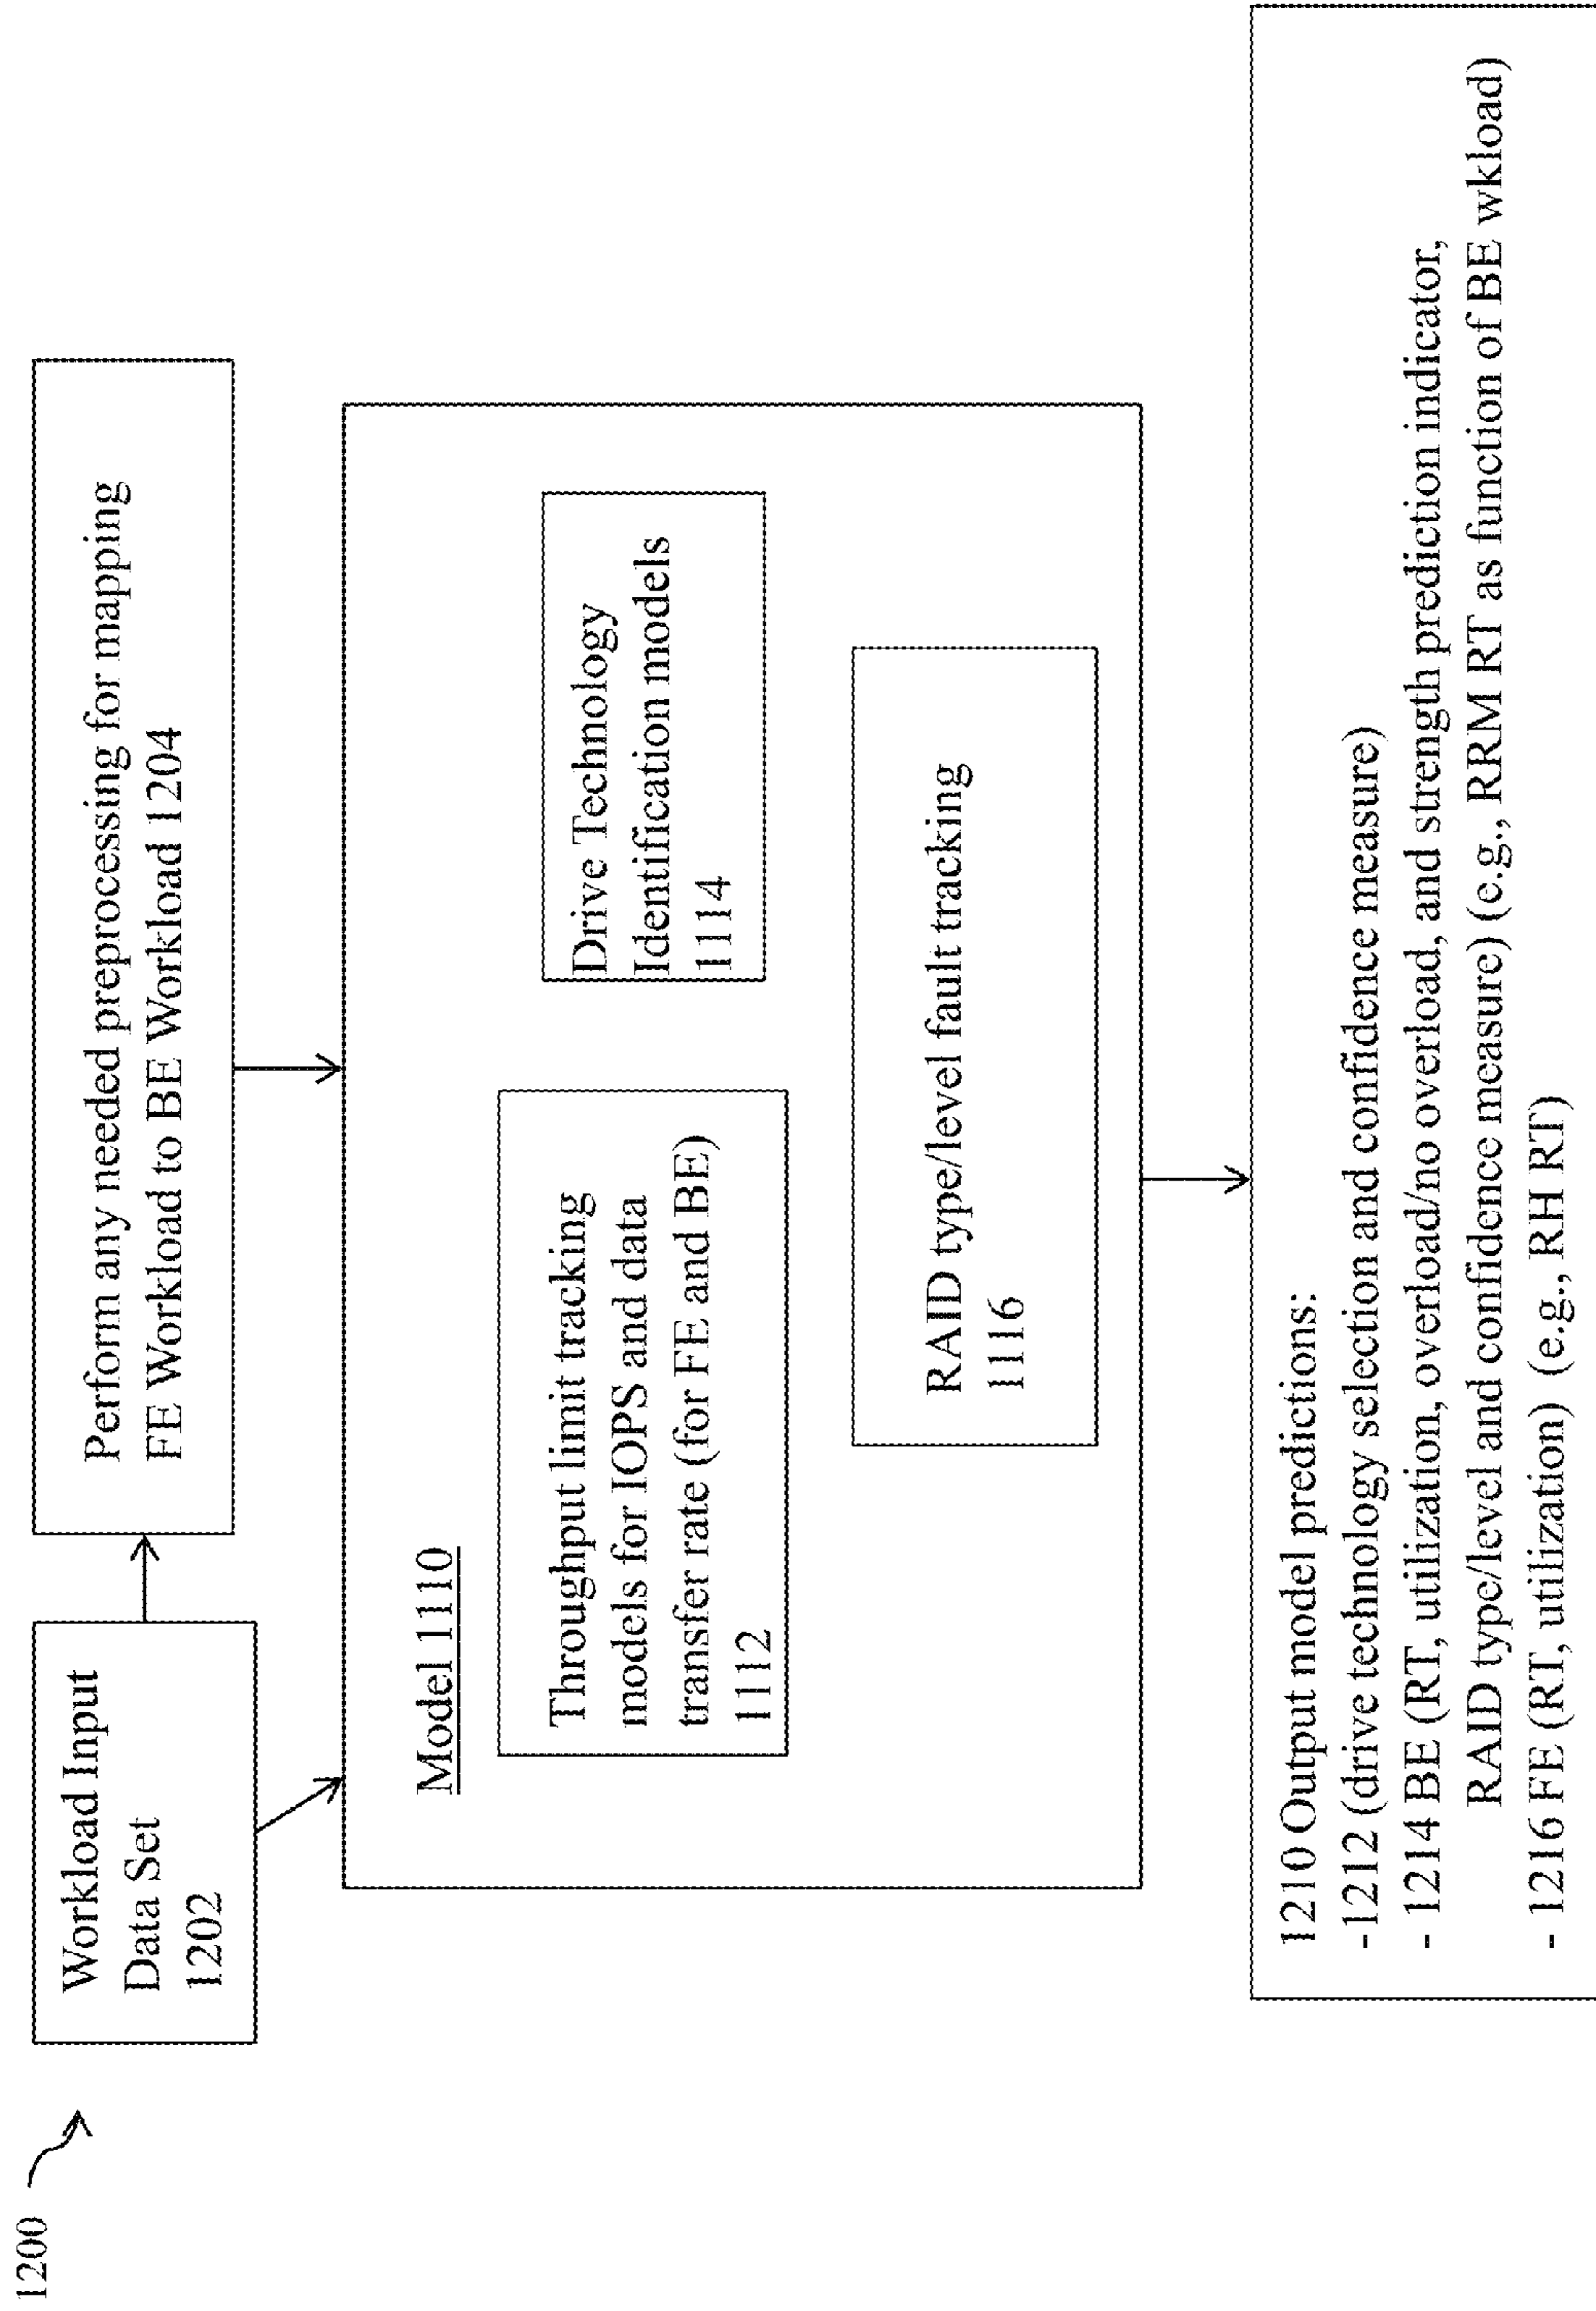 1200
Workload Input
Data Set
1202
Perform any needed preprocessing for mapping
FE Workload to BE Workload 1204
Model 1110
Throughput limit tracking
models for IOPS and data
transfer rate (for FE and BE)
1112
Drive Technology
Identification models
1114
RAID type/level fault tracking
1116
1210 Output model predictions:
-1212 (drive technology selection and confidence measure)
- 1214 BE (RT, utilization, overload/no overload, and strength prediction indicator,
RAID type/level and confidence measure) (e.g., RRM RT as function of BE wkload)
- 1216 FE (RT, utilization) (e.g., RH RT)